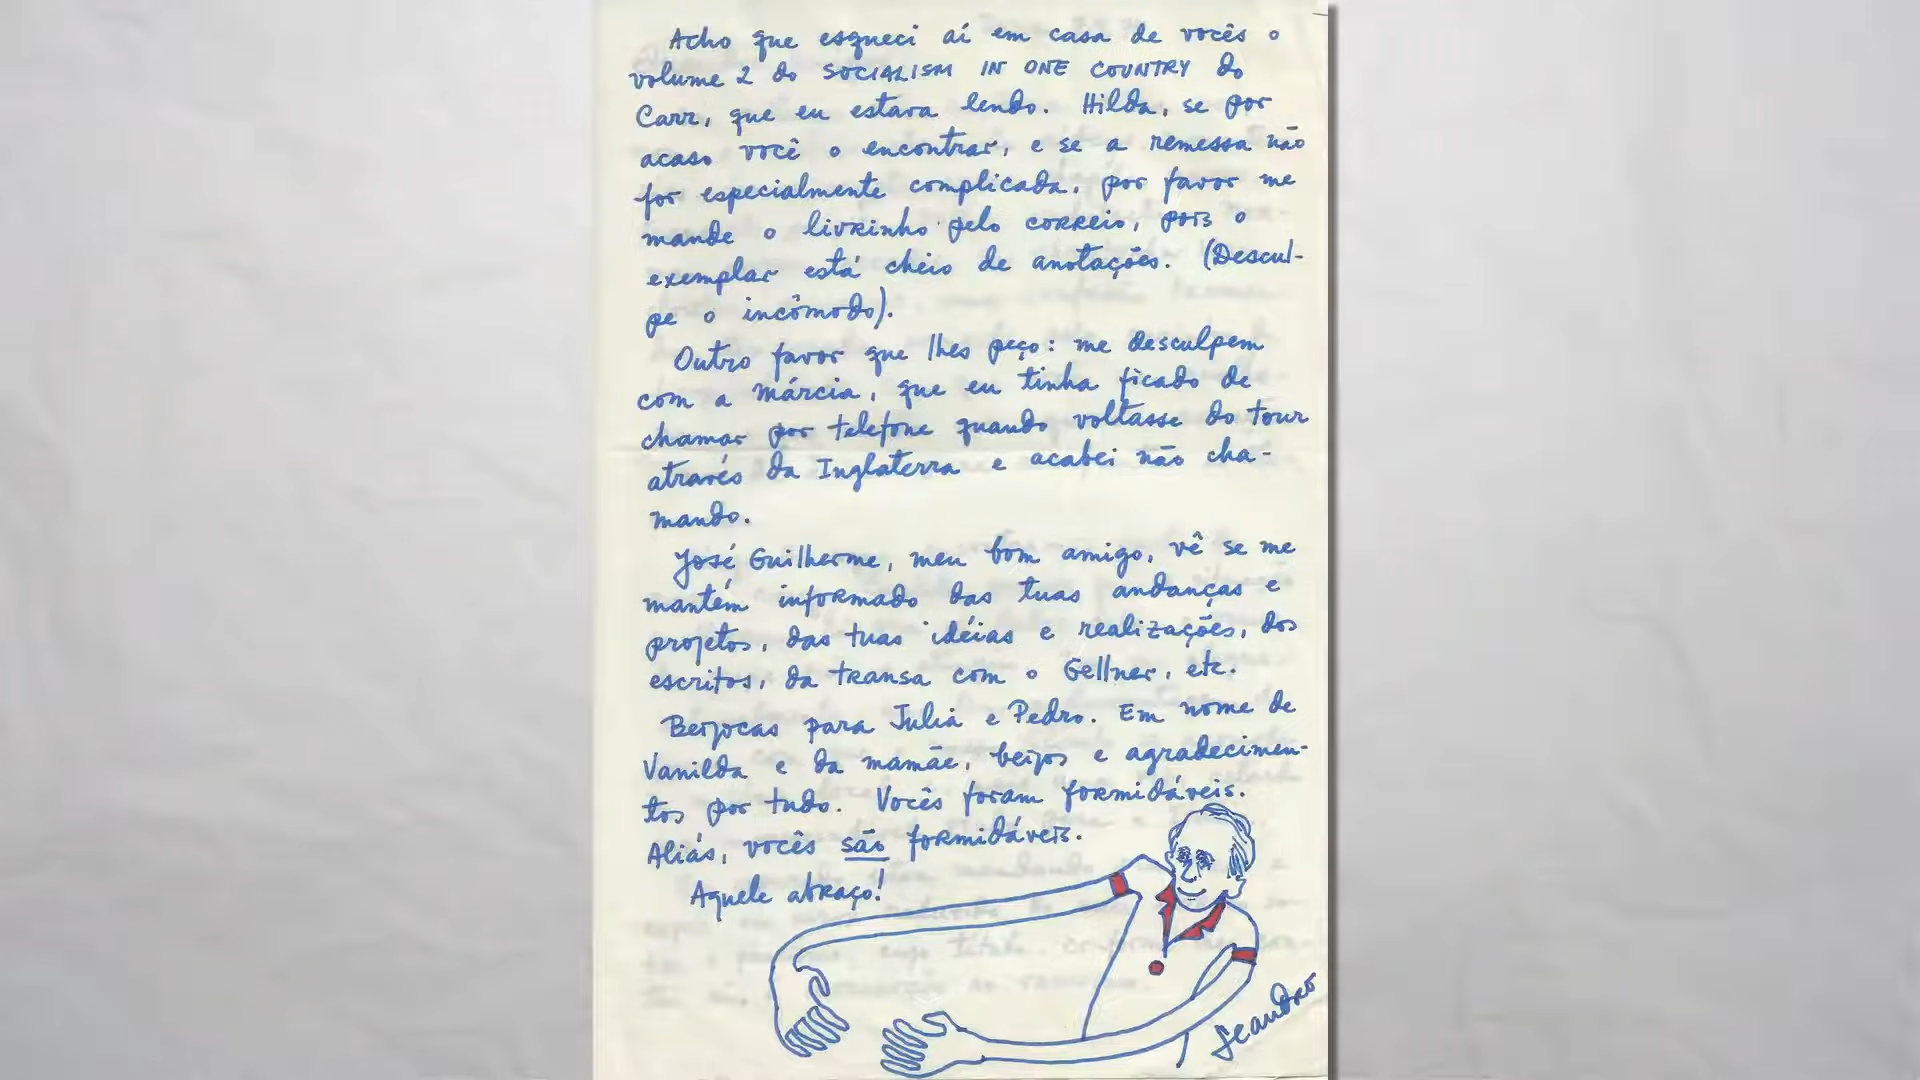 Acho que esqueci aí em casa de vocês o
volume 2 do SOCIALISM IN ONE COUNTRY do
Carr, que eu estava lendo. Hilda, se por
acaso você o encontrar, e se a remessa não
for especialmente complicada, por favor me
mande o livrinho pelo correio, pois o
exemplar está cheio de anotações. (Descul-
pe o incômodo).
Outro favor que lhes peço: me desculpem
com a Márcia, que eu tinha ficado de
chamar por telefone quando voltasse do tour
através da Inglaterra e acabei não cha-
mando.
José Guilherme, meu bom amigo, vê se me
mantém informado das tuas andanças e
projetos, das tuas idéias e realizações, dos
escritos, da transa com o Gellner, etc.
Beijocas para Julia e Pedro. Em nome de
Vanilda e da mamãe, beijos e agradecimen-
tos por tudo. Vocês foram formidáveis.
Aliás, vocês são formidáveis.
Aquele abraço!
Leandro